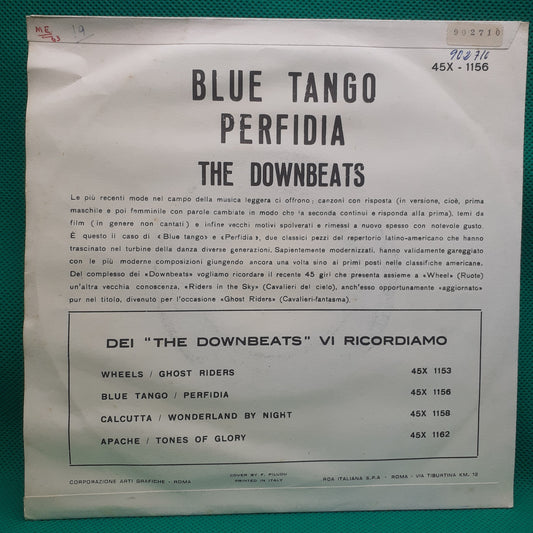 ME
63
19
902710
902710
45X - 1156
BLUE TANGO
PERFIDIA
THE DOWNBEATS
Le più recenti mode nel campo della musica leggera ci offrono: canzoni con risposta (in versione, cioè, prima
maschile e poi femminile con parole cambiate in modo che la seconda continui e risponda alla prima), temi da
film (in genere non cantati) e infine vecchi motivi spolverati e rimessi a nuovo spesso con notevole gusto.
È questo il caso di «Blue tango» e «Perfidia», due classici pezzi del repertorio latino-americano che hanno
trascinato nel turbine della danza diverse generazioni. Sapientemente modernizzati, hanno validamente gareggiato
con le più moderne composizioni giungendo ancora una volta sino ai primi posti nelle classifiche americane.
Del complesso dei «Downbeats» vogliamo ricordare il recente 45 giri che presenta assieme a «Wheel» (Ruote)
un'altra vecchia conoscenza, «Riders in the Sky» (Cavalieri del cielo), anch'esso opportunamente «aggiornato»
pur nel titolo, divenuto per l'occasione «Ghost Riders» (Cavalieri-fantasma).
DEI "THE DOWNBEATS" VI RICORDIAMO
WHEELS / GHOST RIDERS 45X 1153
BLUE TANGO / PERFIDIA 45X 1156
CALCUTTA / WONDERLAND BY NIGHT 45X 1158
APACHE / TONES OF GLORY 45X 1162
CORPORAZIONE ARTI GRAFICHE - ROMA
COVER BY F.
PRINTED IN ITALY
RCA ITALIANA S.P.A - ROMA - VIA TIBURTINA KM. 12